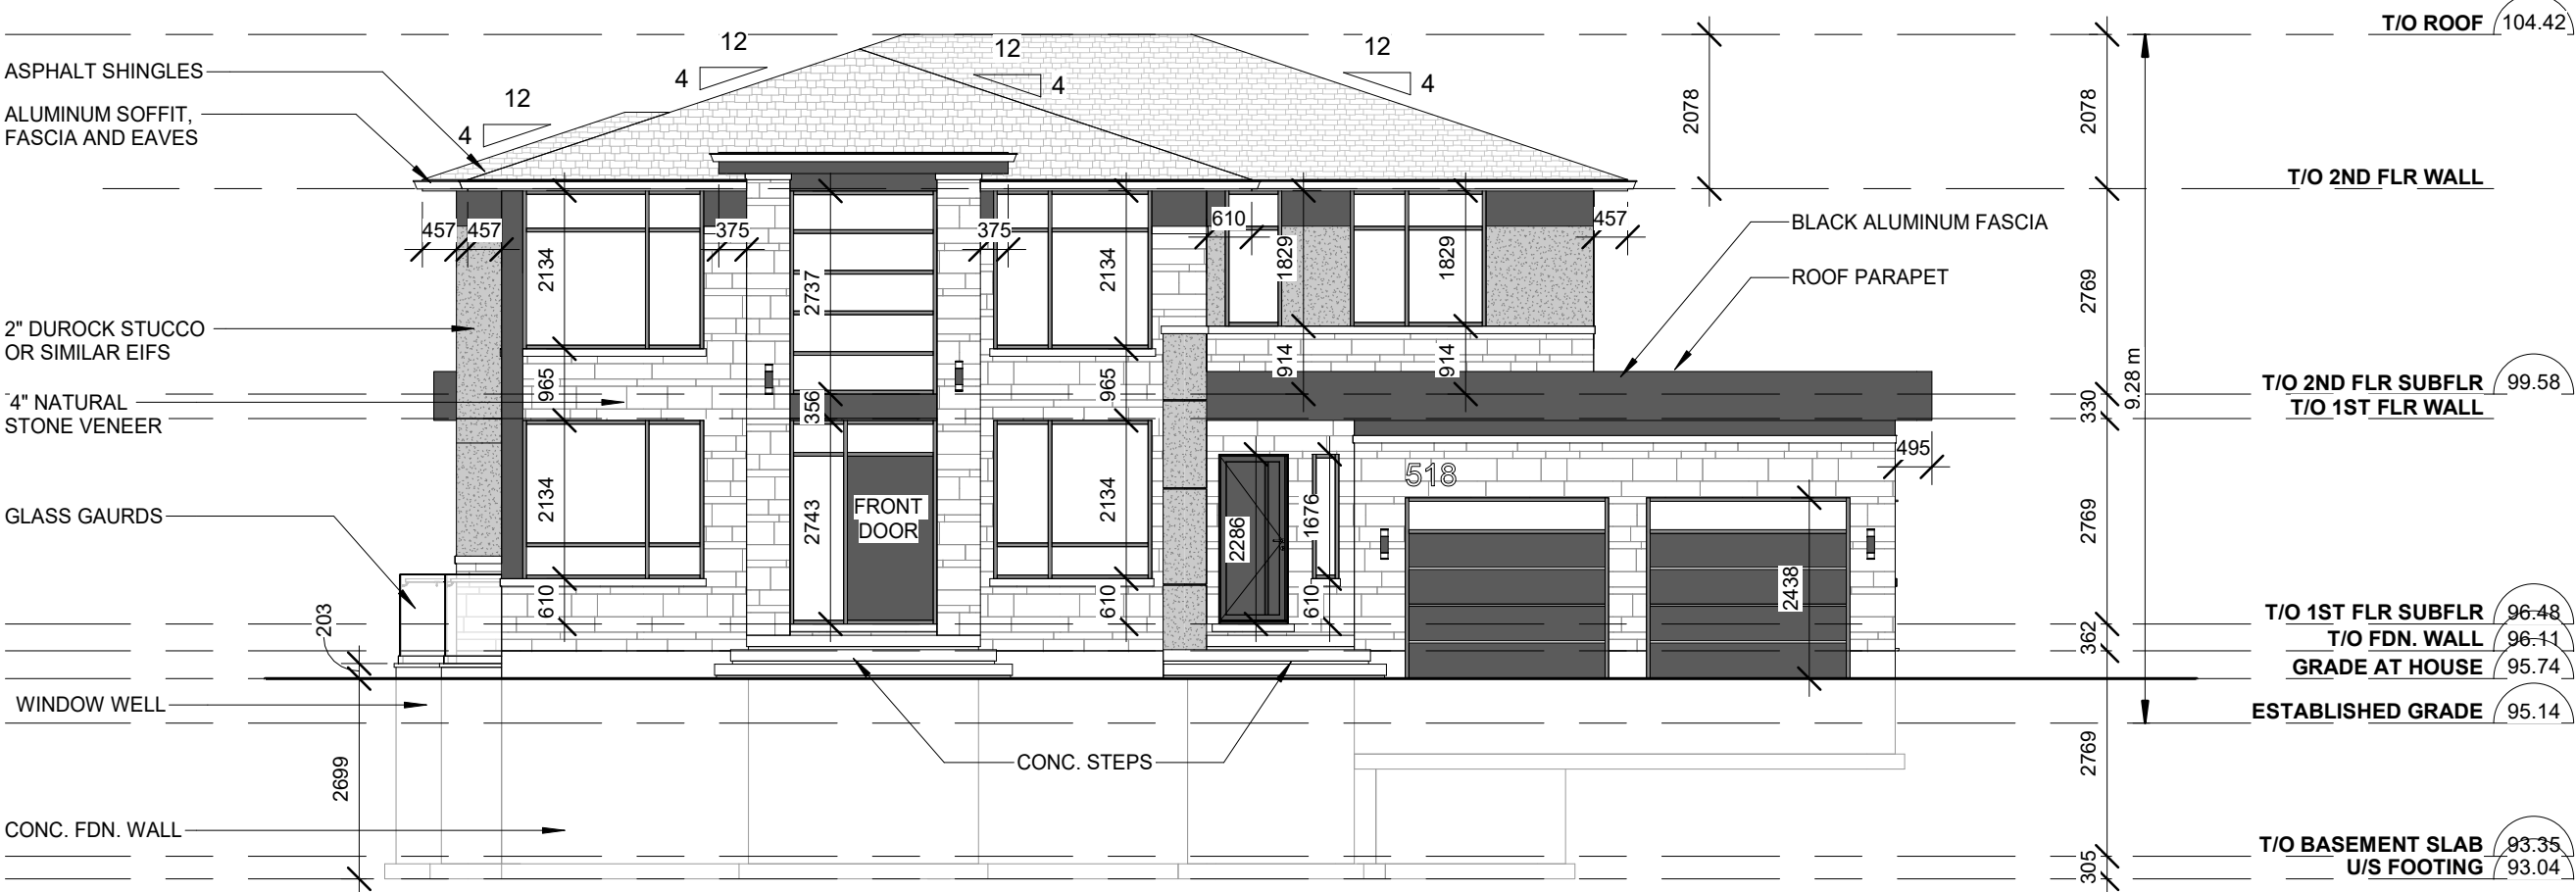 T/O ROOF 104.42
12
12
12
4
4
4
ASPHALT SHINGLES
12
4
ALUMINUM SOFFIT,
FASCIA AND EAVES
2078
2078
T/O 2ND FLR WALL
457
457
375
375
610
457
BLACK ALUMINUM FASCIA
2134
2737
2134
1829
1829
ROOF PARAPET
2769
2" DUROCK STUCCO
OR SIMILAR EIFS
914
914
9.28 m
965
965
T/O 2ND FLR SUBFLR 99.58
4" NATURAL
STONE VENEER
356
330
T/O 1ST FLR WALL
495
518
2134
2743
FRONT
DOOR
2134
2286
1676
2769
GLASS GAURDS
2438
610
610
610
203
T/O 1ST FLR SUBFLR 96.48
362
T/O FDN. WALL 96.11
GRADE AT HOUSE 95.74
WINDOW WELL
ESTABLISHED GRADE 95.14
CONC. STEPS
2699
2769
CONC. FDN. WALL
T/O BASEMENT SLAB 93.35
305
U/S FOOTING 93.04